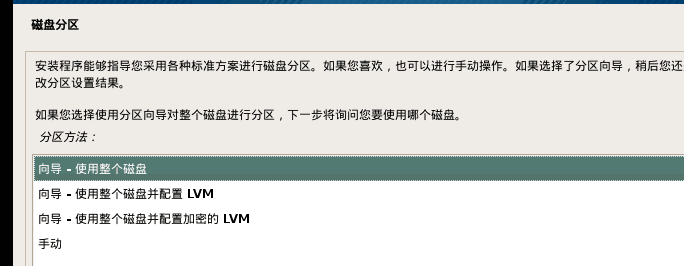 磁盘分区
安装程序能够指导您采用各种标准方案进行磁盘分区。如果您喜欢，也可以进行手动操作。如果选择了分区向导，稍后您还
改分区设置结果。
如果您选择使用分区向导对整个磁盘进行分区，下一步将询问您要使用哪个磁盘。
分区方法：
向导 - 使用整个磁盘
向导 - 使用整个磁盘并配置 LVM
向导 - 使用整个磁盘并配置加密的 LVM
手动